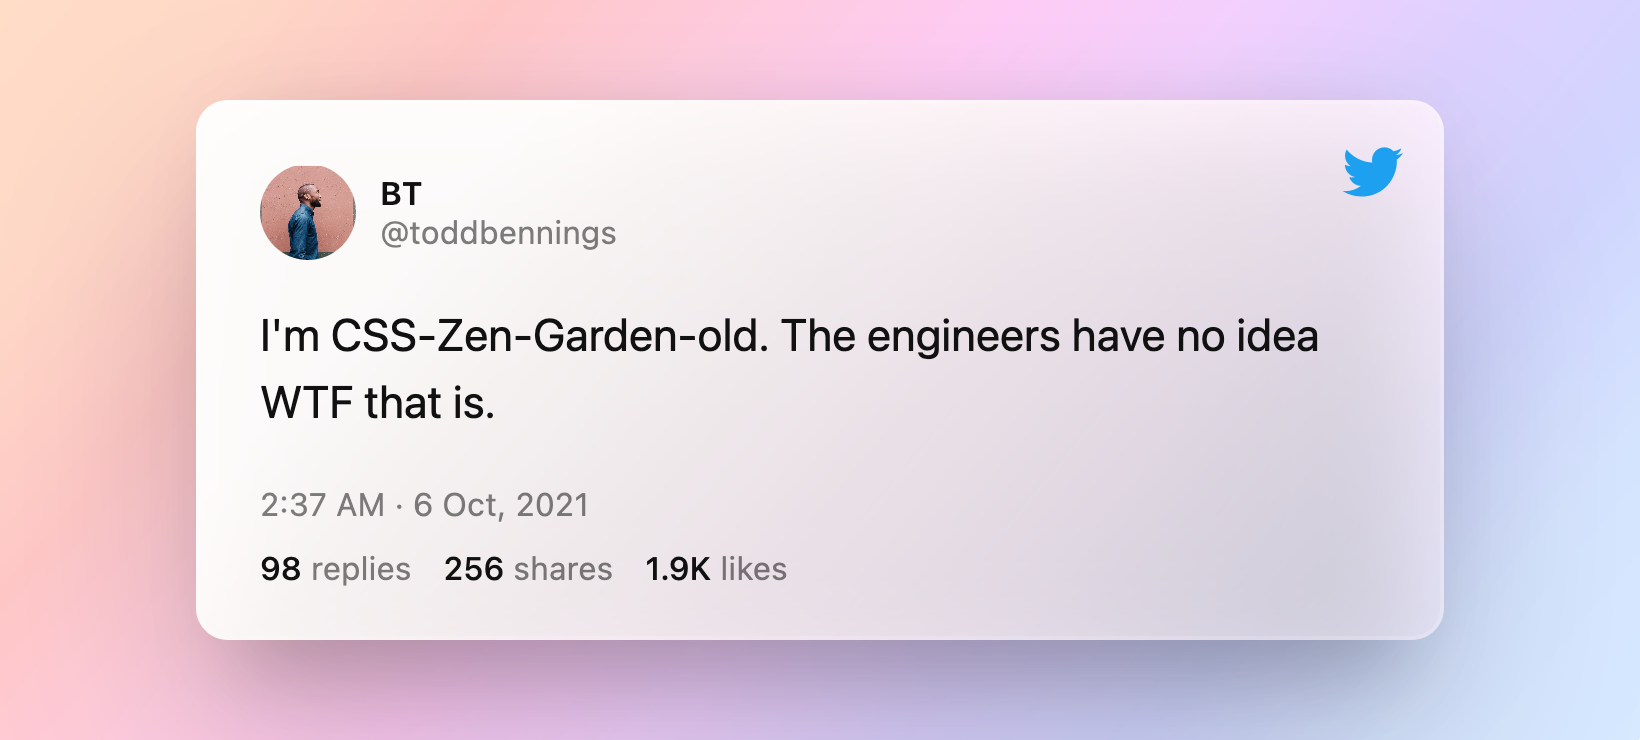 BT
@toddbennings
I'm CSS-Zen-Garden-old. The engineers have no idea
WTF that is.
2:37 AM · 6 Oct, 2021
98 replies 256 shares 1.9K likes